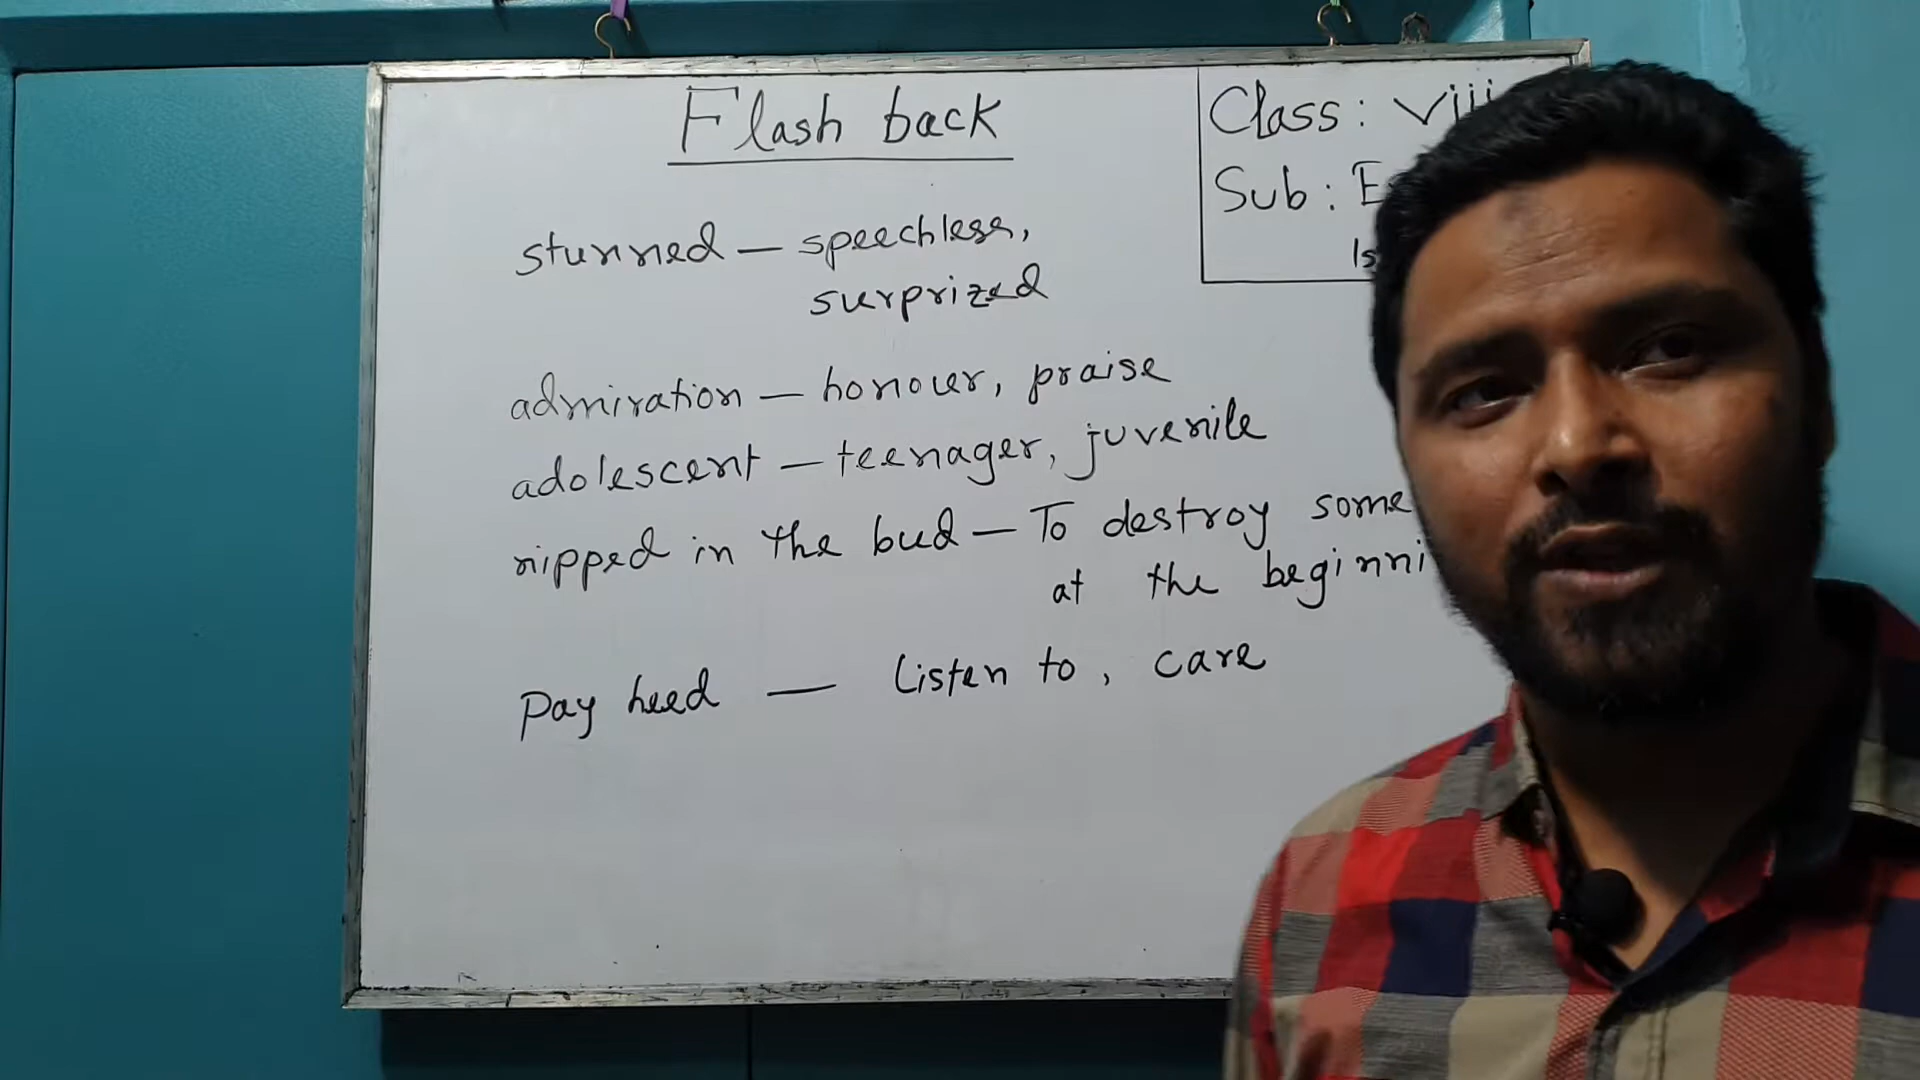 Flash back
Class: viii
Sub:
stunned — speechless,
surprized
admiration — honour, praise
adolescent — teenager, juvenile
nipped in the bud — To destroy some
at the
Pay heed — Listen to, care